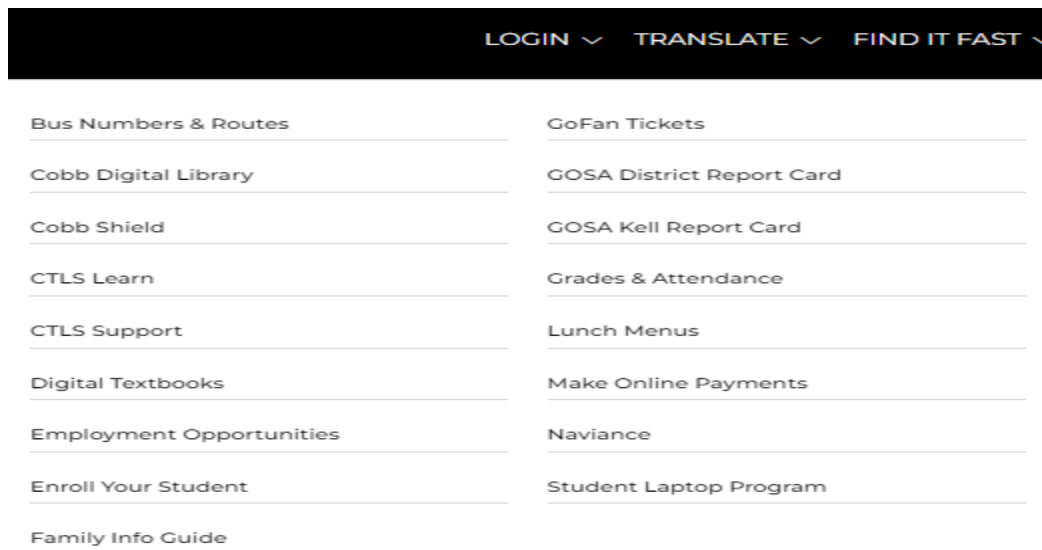 LOGIN TRANSLATE FIND IT FAST
Bus Numbers & Routes
Cobb Digital Library
Cobb Shield
CTLS Learn
CTLS Support
Digital Textbooks
Employment Opportunities
Enroll Your Student
Family Info Guide
GoFan Tickets
GOSA District Report Card
GOSA Kell Report Card
Grades & Attendance
Lunch Menus
Make Online Payments
Naviance
Student Laptop Program